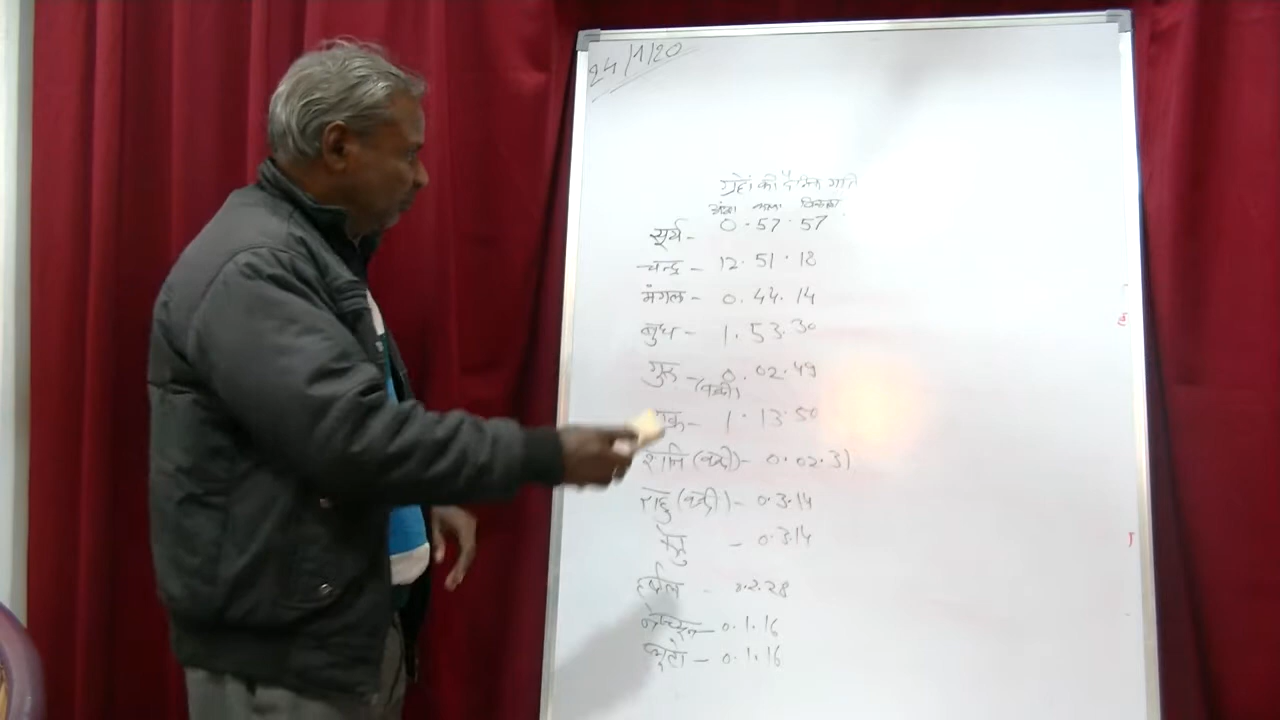 24/1/20
ग्रहों की दैनिक गति
अंश कला विकला
सूर्य - 0 · 57 · 57
चन्द्र - 12 · 51 · 18
मंगल - 0 . 44 . 14
बुध - 1 . 53 . 30
गुरु - 0 . 02 . 49
(वक्री)
1 · 13 · 50
शनि (वक्री) - 0 . 02 . 31
राहु (वक्री) - 0.3.14
केतु - 0.3.14
हर्षल - 0.2.28
नेपच्यून - 0.1.16
प्लूटो - 0.1.16